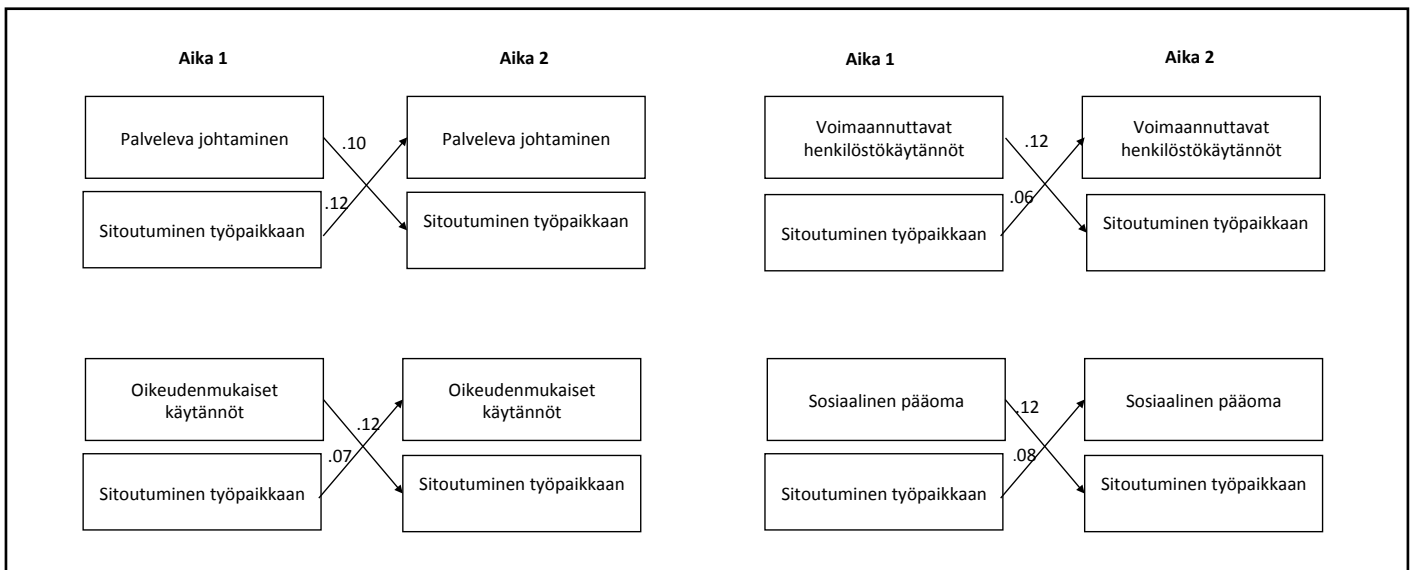 Aika 1
Aika 2
Palveleva johtaminen
Palveleva johtaminen
.10
.12
Sitoutuminen työpaikkaan
Sitoutuminen työpaikkaan
Aika 1
Aika 2
Voimaannuttavat
henkilöstökäytännöt
Voimaannuttavat
henkilöstökäytännöt
.12
.06
Sitoutuminen työpaikkaan
Sitoutuminen työpaikkaan
Oikeudenmukaiset
käytännöt
Oikeudenmukaiset
käytännöt
.12
.07
Sitoutuminen työpaikkaan
Sitoutuminen työpaikkaan
Sosiaalinen pääoma
Sosiaalinen pääoma
.12
.08
Sitoutuminen työpaikkaan
Sitoutuminen työpaikkaan